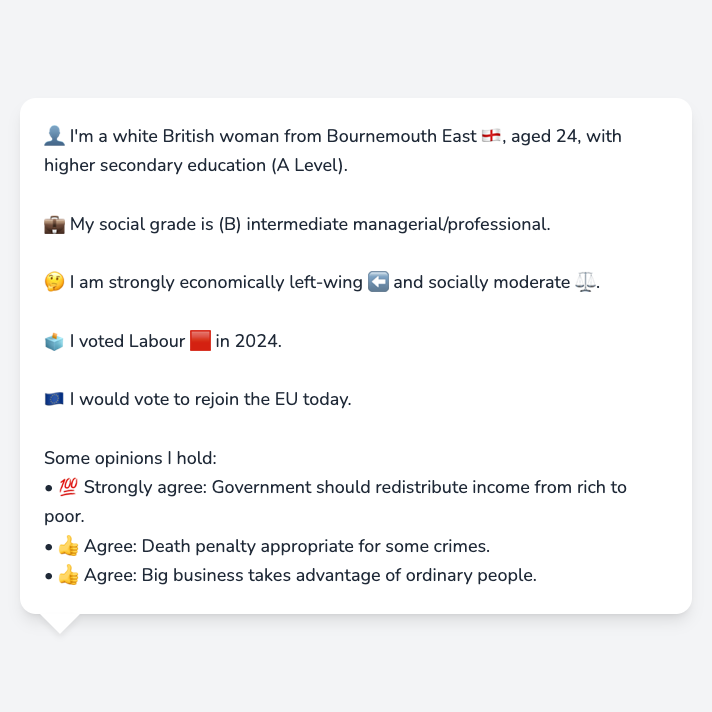 👤 I'm a white British woman from Bournemouth East 🏴󠁧󠁢󠁥󠁮󠁧󠁿, aged 24, with
higher secondary education (A Level).
💼 My social grade is (B) intermediate managerial/professional.
🤔 I am strongly economically left-wing ⬅️ and socially moderate ⚖️.
🗳️ I voted Labour 🟥 in 2024.
🇪🇺 I would vote to rejoin the EU today.
Some opinions I hold:
• 💯 Strongly agree: Government should redistribute income from rich to
poor.
• 👍 Agree: Death penalty appropriate for some crimes.
• 👍 Agree: Big business takes advantage of ordinary people.